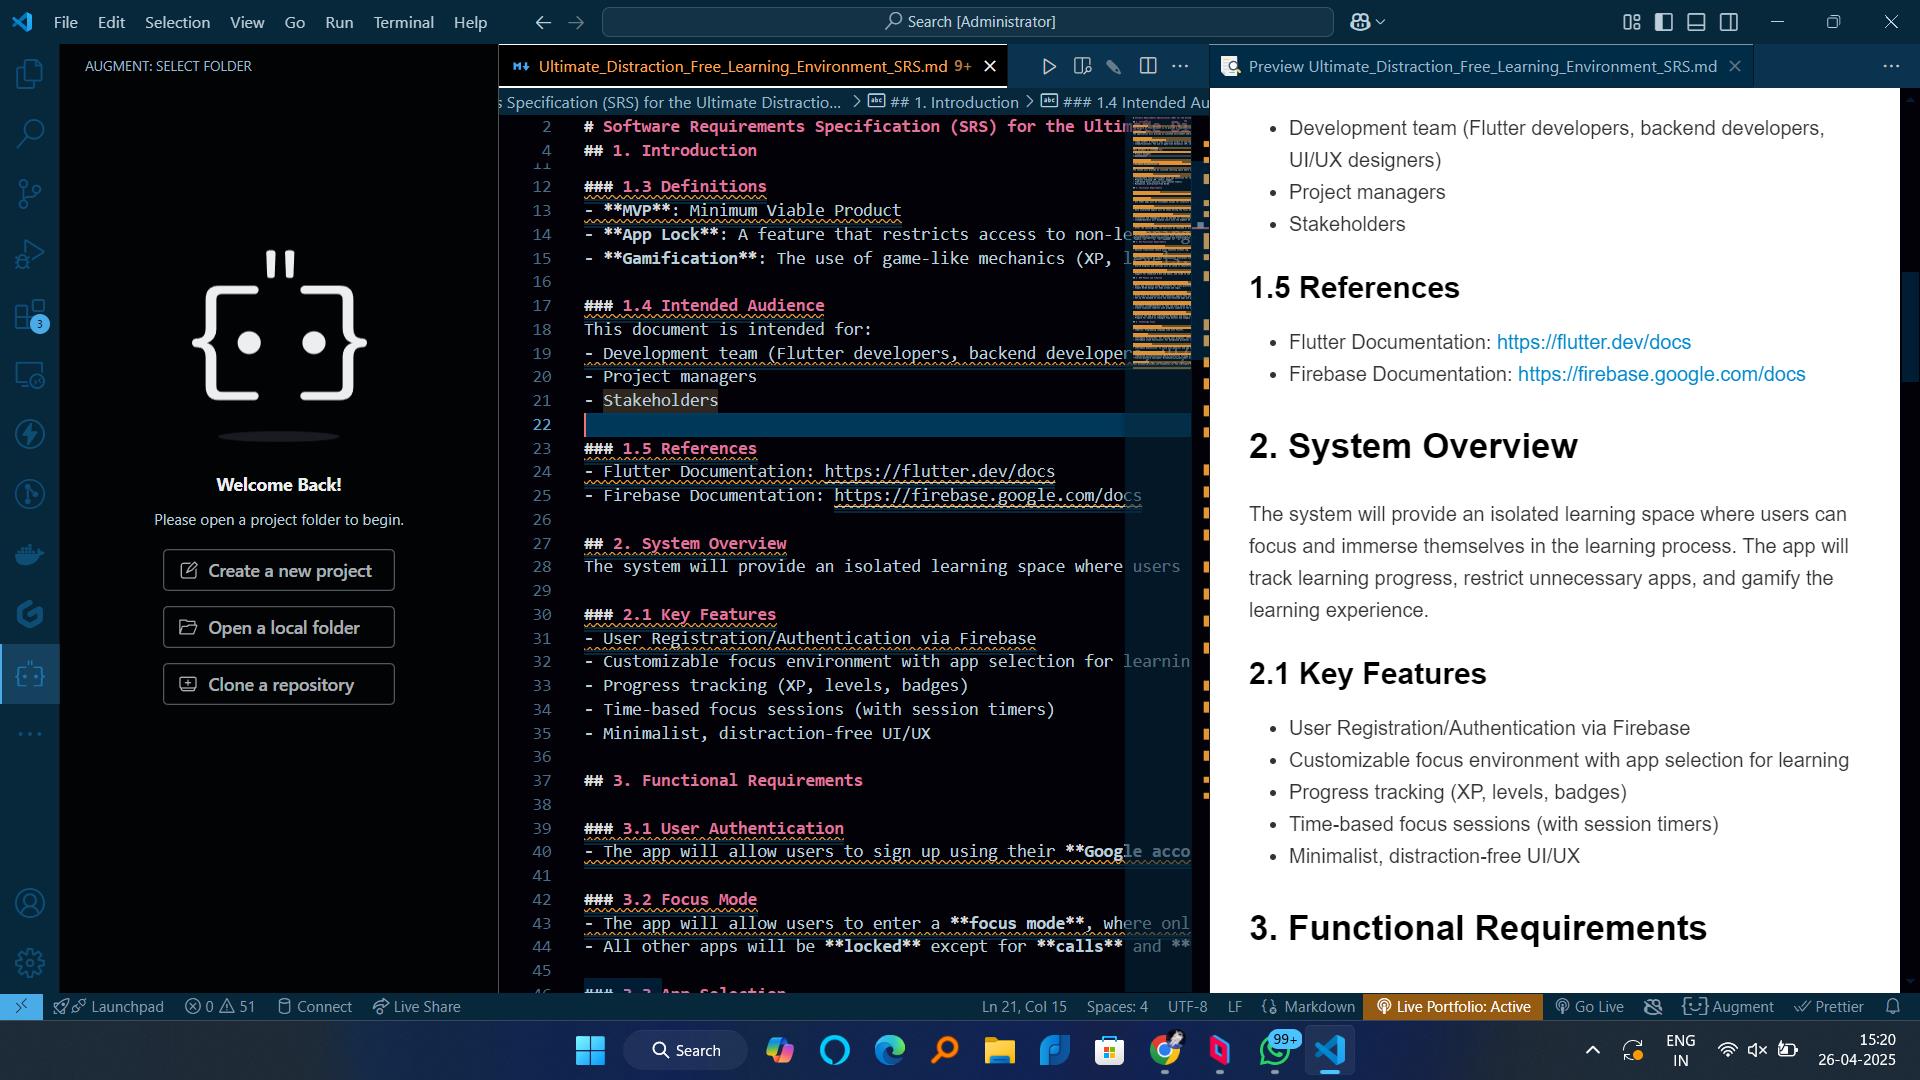 File Edit Selection View Go Run Terminal Help
Search [Administrator]
AUGMENT: SELECT FOLDER
Welcome Back!
Please open a project folder to begin.
Create a new project
Open a local folder
Clone a repository
3
Ultimate_Distraction_Free_Learning_Environment_SRS.md 9+
s Specification (SRS) for the Ultimate Distractio... > ## 1. Introduction > ### 1.4 Intended Au
2 # Software Requirements Specification (SRS) for the Ultim
4 ## 1. Introduction
11
12 ### 1.3 Definitions
13 - **MVP**: Minimum Viable Product
14 - **App Lock**: A feature that restricts access to non-learning
15 - **Gamification**: The use of game-like mechanics (XP, levels,
16
17 ### 1.4 Intended Audience
18 This document is intended for:
19 - Development team (Flutter developers, backend developer
20 - Project managers
21 - Stakeholders
22
23 ### 1.5 References
24 - Flutter Documentation: https://flutter.dev/docs
25 - Firebase Documentation: https://firebase.google.com/docs
26
27 ## 2. System Overview
28 The system will provide an isolated learning space where users
29
30 ### 2.1 Key Features
31 - User Registration/Authentication via Firebase
32 - Customizable focus environment with app selection for learnin
33 - Progress tracking (XP, levels, badges)
34 - Time-based focus sessions (with session timers)
35 - Minimalist, distraction-free UI/UX
36
37 ## 3. Functional Requirements
38
39 ### 3.1 User Authentication
40 - The app will allow users to sign up using their **Google acco
41
42 ### 3.2 Focus Mode
43 - The app will allow users to enter a **focus mode**, where onl
44 - All other apps will be **locked** except for **calls** and **
45
46 ### 3.3 App Selection
Preview Ultimate_Distraction_Free_Learning_Environment_SRS.md
• Development team (Flutter developers, backend developers,
UI/UX designers)
• Project managers
• Stakeholders
1.5 References
• Flutter Documentation: https://flutter.dev/docs
• Firebase Documentation: https://firebase.google.com/docs
2. System Overview
The system will provide an isolated learning space where users can
focus and immerse themselves in the learning process. The app will
track learning progress, restrict unnecessary apps, and gamify the
learning experience.
2.1 Key Features
• User Registration/Authentication via Firebase
• Customizable focus environment with app selection for learning
• Progress tracking (XP, levels, badges)
• Time-based focus sessions (with session timers)
• Minimalist, distraction-free UI/UX
3. Functional Requirements
Launchpad 0 51 Connect Live Share Ln 21, Col 15 Spaces: 4 UTF-8 LF Markdown Live Portfolio: Active Go Live Augment Prettier
Search 99+ ENG 15:20
IN 26-04-2025